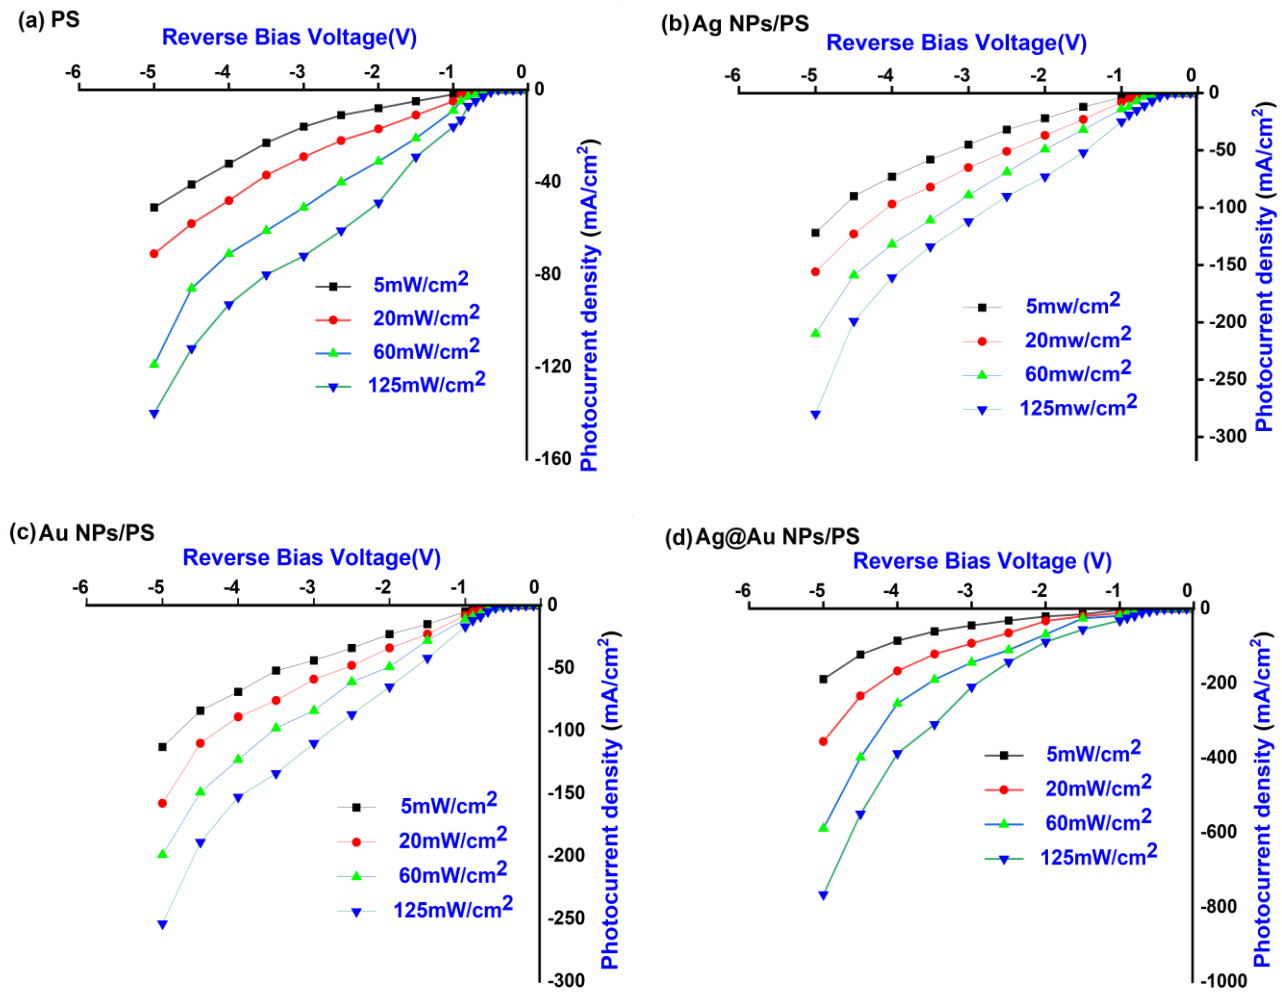 (a) PS
Reverse Bias Voltage(V)
-6 -5 -4 -3 -2 -1 0
0
-40
-80
-120
-160
Photocurrent density (mA/cm²)
5mW/cm²
20mW/cm²
60mW/cm²
125mW/cm²
(b) Ag NPs/PS
Reverse Bias Voltage(V)
-6 -5 -4 -3 -2 -1 0
0
-50
-100
-150
-200
-250
-300
Photocurrent density (mA/cm²)
5mw/cm²
20mw/cm²
60mw/cm²
125mw/cm²
(c) Au NPs/PS
Reverse Bias Voltage(V)
-6 -5 -4 -3 -2 -1 0
0
-50
-100
-150
-200
-250
-300
Photocurrent density (mA/cm²)
5mW/cm²
20mW/cm²
60mW/cm²
125mW/cm²
(d) Ag@Au NPs/PS
Reverse Bias Voltage (V)
-6 -5 -4 -3 -2 -1 0
0
-200
-400
-600
-800
-1000
Photocurrent density (mA/cm²)
5mW/cm²
20mW/cm²
60mW/cm²
125mW/cm²